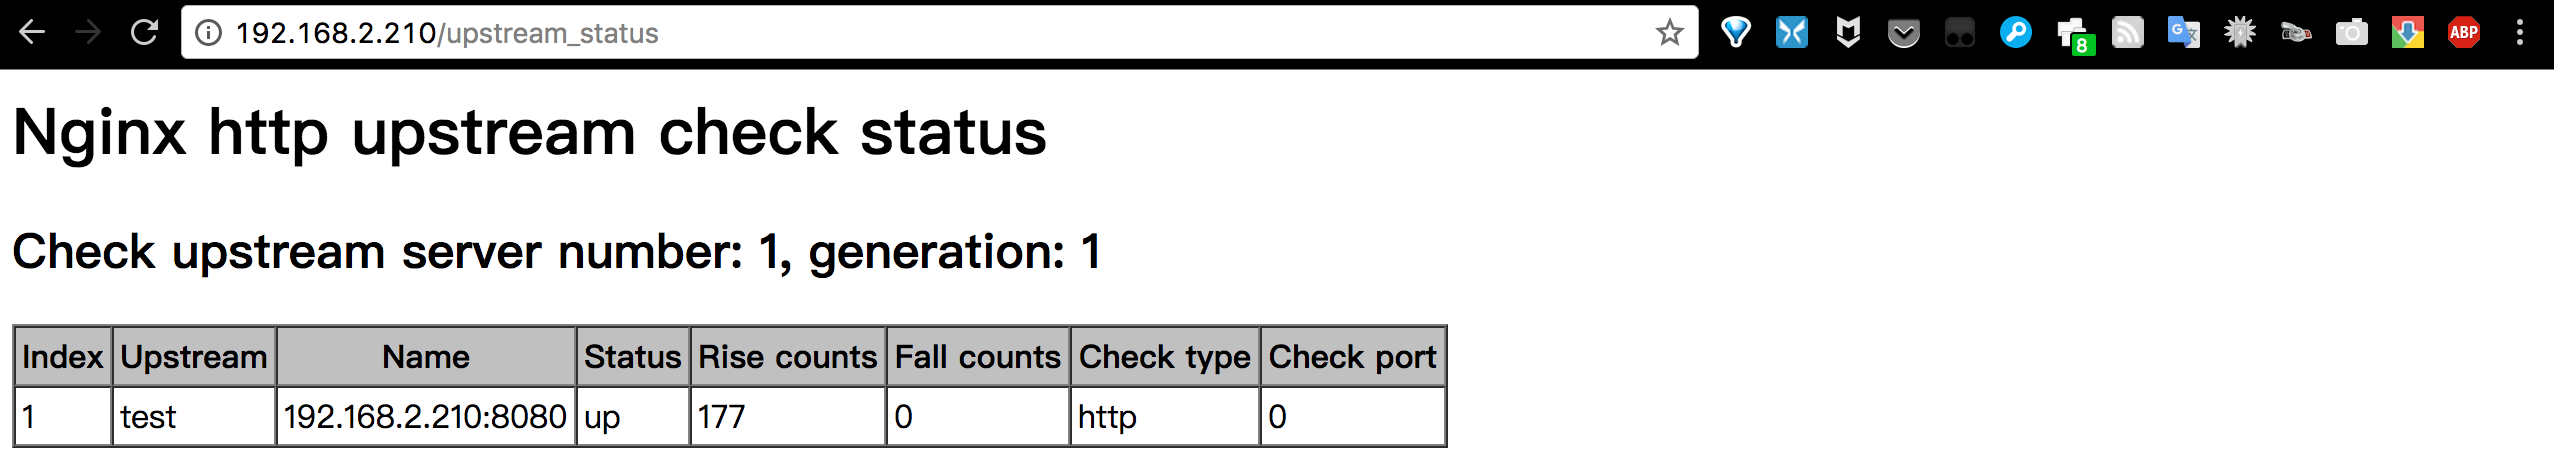 192.168.2.210/upstream_status
8
ABP
Nginx http upstream check status
Check upstream server number: 1, generation: 1
Index Upstream Name Status Rise counts Fall counts Check type Check port
1 test 192.168.2.210:8080 up 177 0 http 0